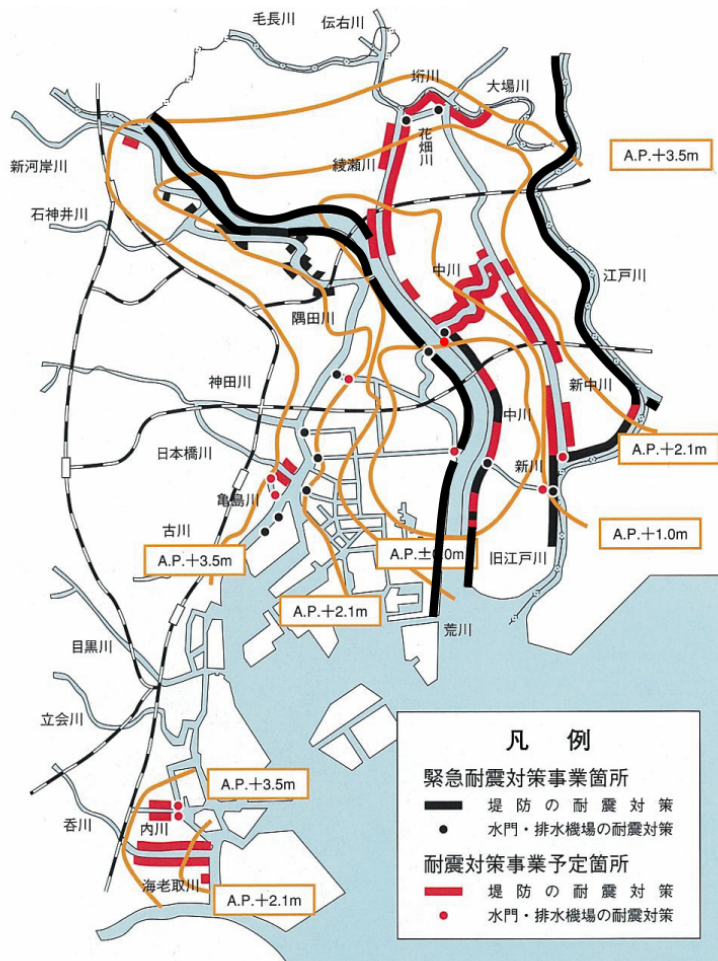 毛長川
伝右川
垳川
大場川
花畑川
新河岸川
綾瀬川
A.P.+3.5m
石神井川
中川
江戸川
隅田川
神田川
新中川
中川
日本橋川
新川
A.P.+2.1m
亀島川
古川
A.P.+3.5m
A.P.±0.0m
旧江戸川
A.P.+1.0m
A.P.+2.1m
荒川
目黒川
立会川
A.P.+3.5m
呑川
内川
海老取川
A.P.+2.1m
凡 例
緊急耐震対策事業箇所
堤防の耐震対策
水門・排水機場の耐震対策
耐震対策事業予定箇所
堤防の耐震対策
水門・排水機場の耐震対策